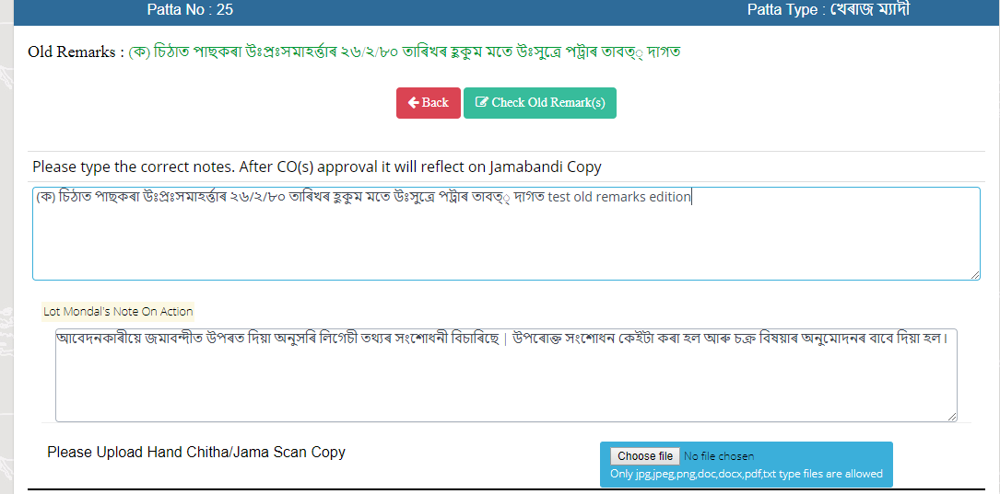 Patta No : 25 Patta Type : খেৰাজ ম্যাদী
Old Remarks : (ক) চিঠাত পাছকৰা উঃপ্ৰঃসমাহৰ্ত্তাৰ ২৬/২/৮০ তাৰিখৰ হুকুম মতে উঃসুত্ৰে পট্ৰাৰ তাবত্্ দাগত
Back Check Old Remark(s)
Please type the correct notes. After CO(s) approval it will reflect on Jamabandi Copy
(ক) চিঠাত পাছকৰা উঃপ্ৰঃসমাহৰ্ত্তাৰ ২৬/২/৮০ তাৰিখৰ হুকুম মতে উঃসুত্ৰে পট্ৰাৰ তাবত্্ দাগত test old remarks edition
Lot Mondal's Note On Action
আবেদনকাৰীয়ে জমাবন্দীত উপৰত দিয়া অনুসৰি লিগেচী তথ্যৰ সংশোধনী বিচাৰিছে | উপৰোক্ত সংশোধন কেইটা কৰা হল আৰু চক্ৰ বিষয়াৰ অনুমোদনৰ বাবে দিয়া হল।
Please Upload Hand Chitha/Jama Scan Copy Choose file No file chosen
Only jpg,jpeg,png,doc,docx,pdf,txt type files are allowed